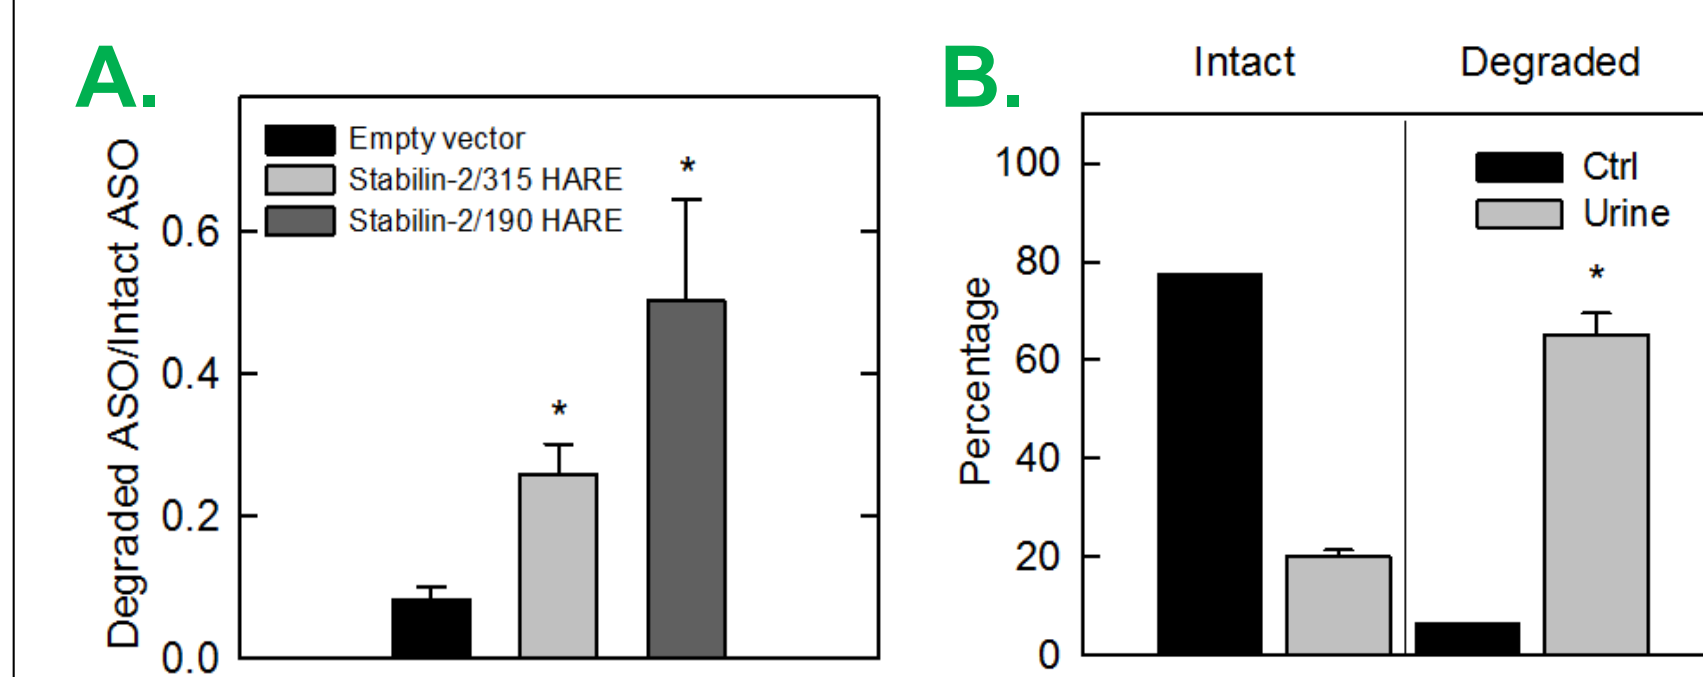 A.
Degraded ASO/Intact ASO
0.6
0.4
0.2
0.0
Empty vector
Stabilin-2/315 HARE
Stabilin-2/190 HARE
*
*
B.
Intact Degraded
Percentage
100
80
60
40
20
0
Ctrl
Urine
*